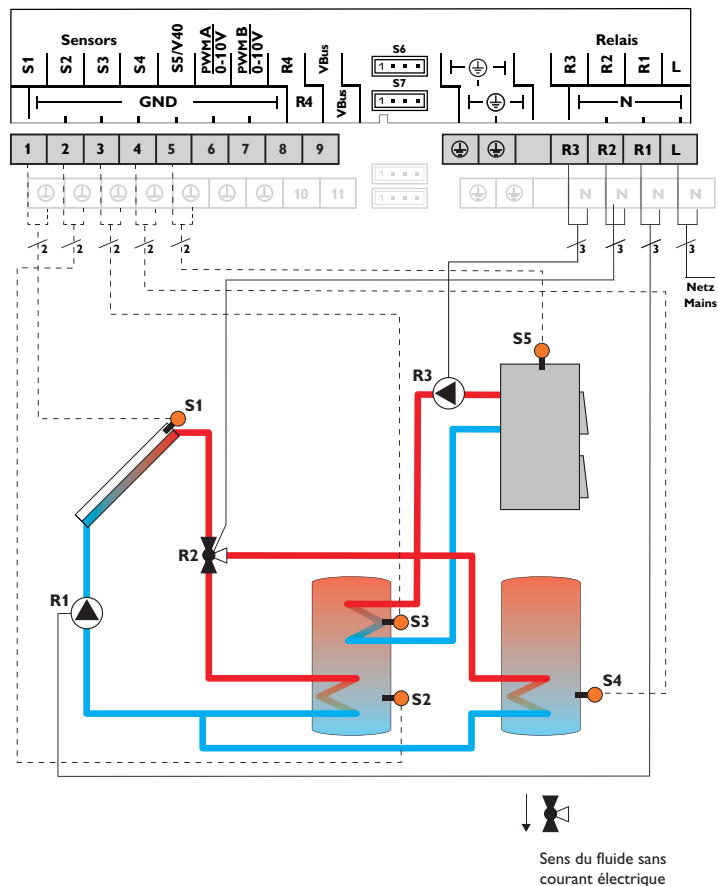 Sensors
Relais
S1 S2 S3 S4 S5/V40 PWM A 0-10V PWM B 0-10V R4 VBus S6 R3 R2 R1 L
S7
GND R4 VBus N
1 2 3 4 5 6 7 8 9 R3 R2 R1 L
10 11 N N N N
1
1
2 2 2 2 2 3 3 3 3
Netz
Mains
S5
R3
S1
R2
R1
S3
S4
S2
Sens du fluide sans
courant électrique